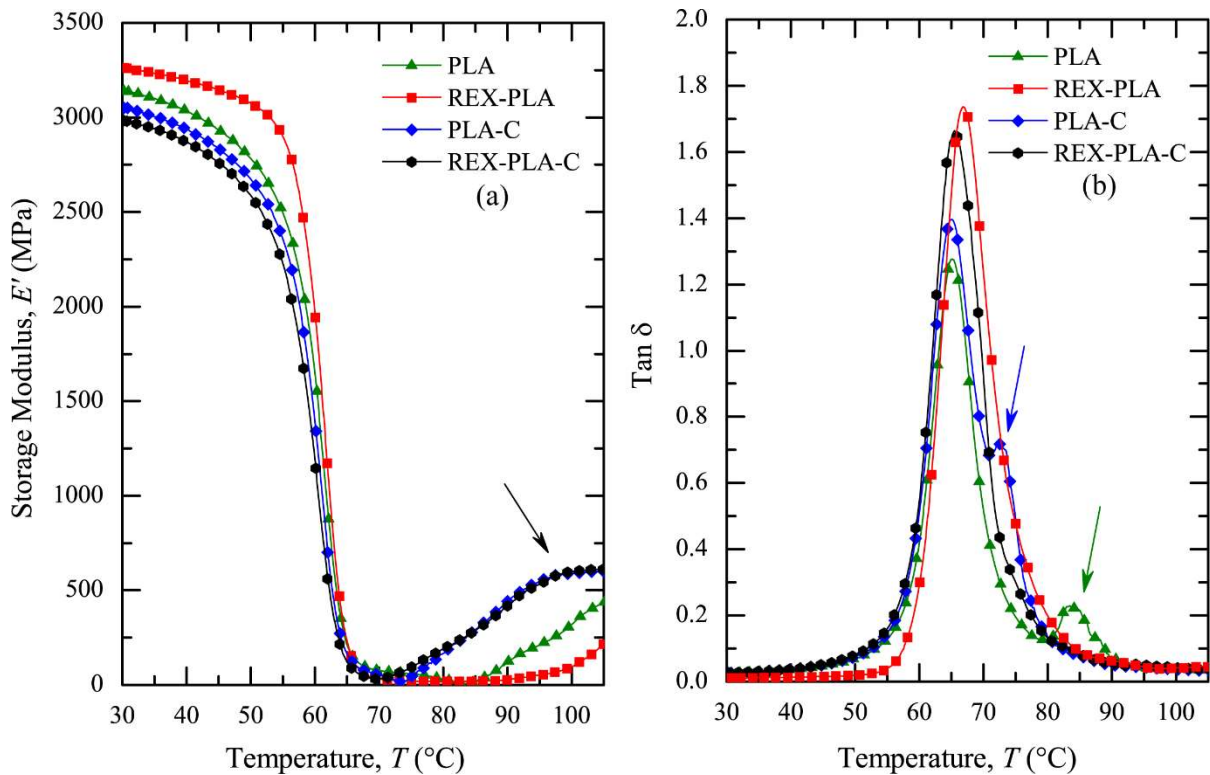 3500
3000
2500
2000
1500
1000
500
0
Storage Modulus, E′ (MPa)
PLA
REX-PLA
PLA-C
REX-PLA-C
(a)
30 40 50 60 70 80 90 100
Temperature, T (°C)
2.0
1.8
1.6
1.4
1.2
1.0
0.8
0.6
0.4
0.2
0.0
Tan δ
PLA
REX-PLA
PLA-C
REX-PLA-C
(b)
30 40 50 60 70 80 90 100
Temperature, T (°C)